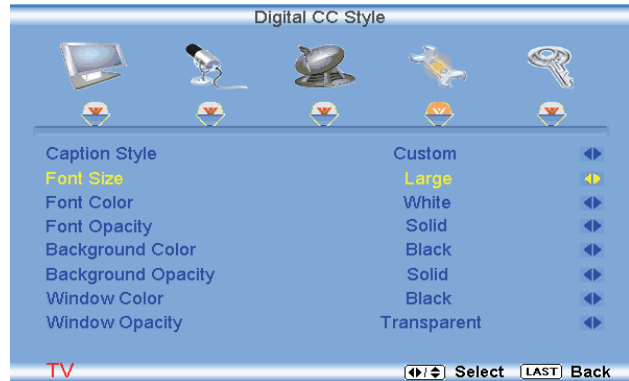 Digital CC Style
Caption Style Custom
Font Size Large
Font Color White
Font Opacity Solid
Background Color Black
Background Opacity Solid
Window Color Black
Window Opacity Transparent
TV Select LAST Back